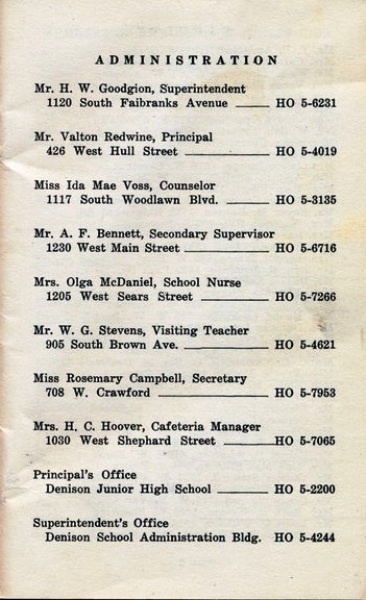 ADMINISTRATION
Mr. H. W. Goodgion, Superintendent
1120 South Faibranks Avenue HO 5-6231
Mr. Valton Redwine, Principal
426 West Hull Street HO 5-4019
Miss Ida Mae Voss, Counselor
1117 South Woodlawn Blvd. HO 5-3135
Mr. A. F. Bennett, Secondary Supervisor
1230 West Main Street HO 5-6716
Mrs. Olga McDaniel, School Nurse
1205 West Sears Street HO 5-7266
Mr. W. G. Stevens, Visiting Teacher
905 South Brown Ave. HO 5-4621
Miss Rosemary Campbell, Secretary
708 W. Crawford HO 5-7953
Mrs. H. C. Hoover, Cafeteria Manager
1030 West Shephard Street HO 5-7065
Principal's Office
Denison Junior High School HO 5-2200
Superintendent's Office
Denison School Administration Bldg. HO 5-4244